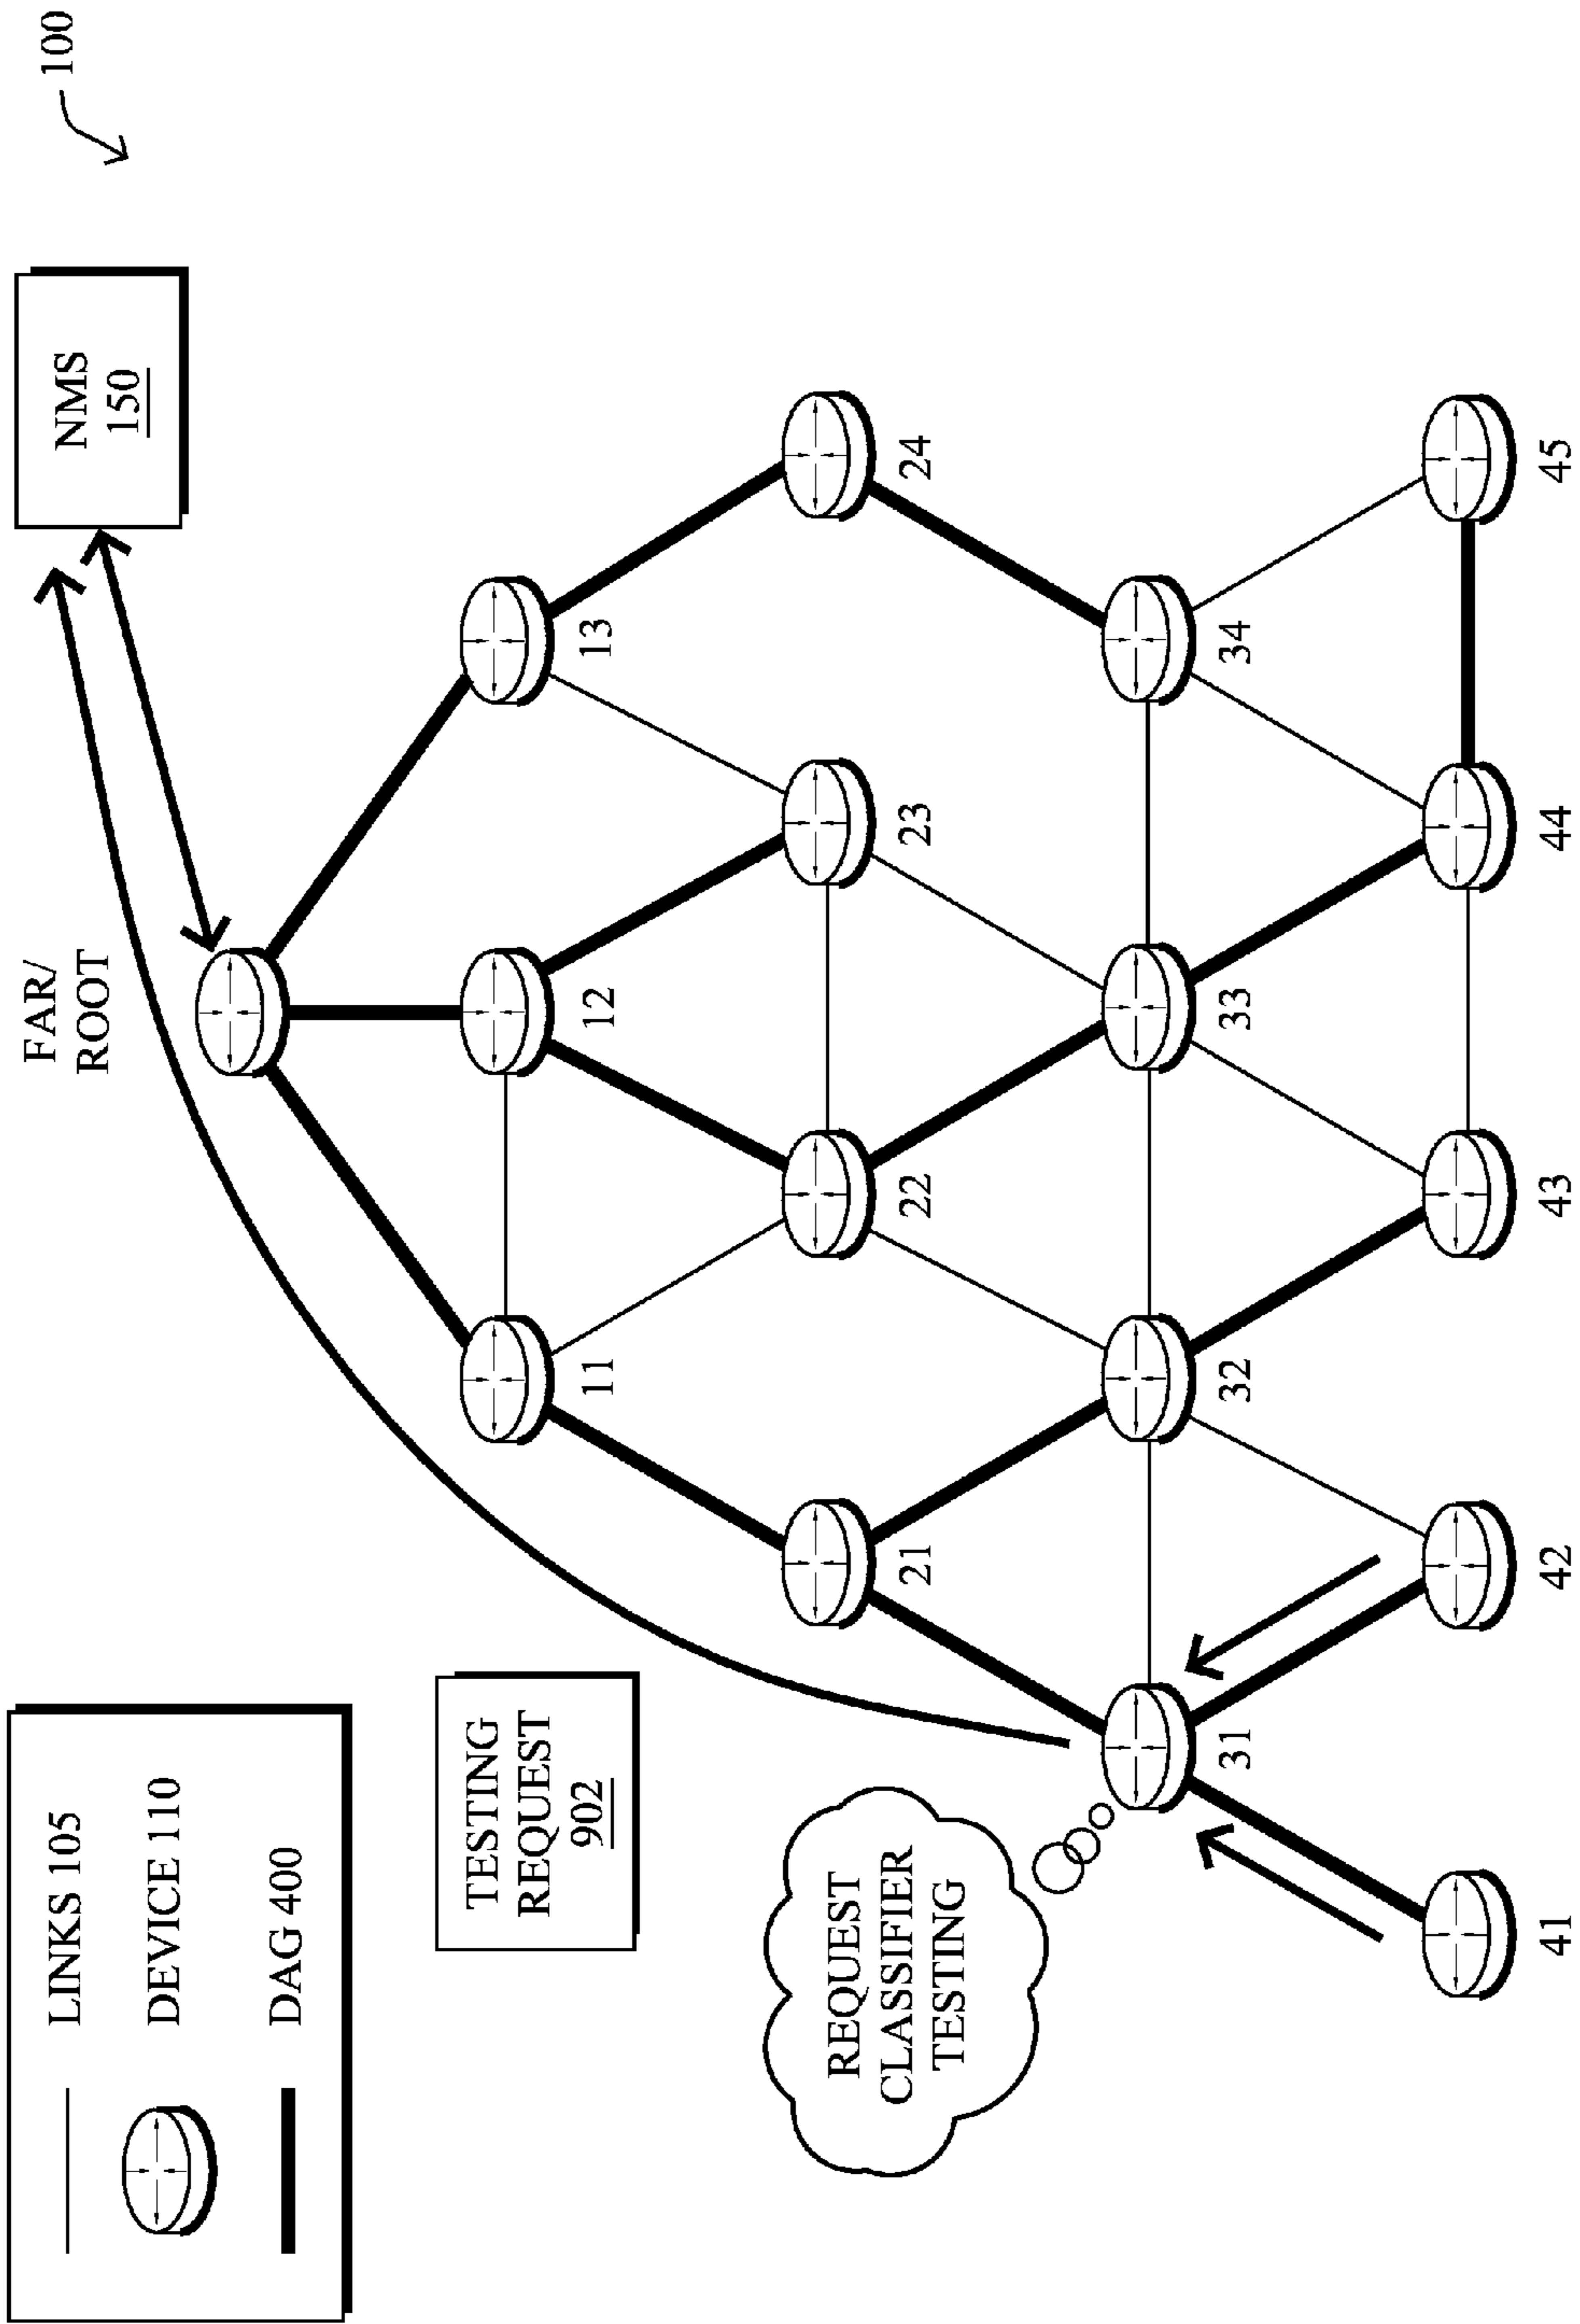 LINKS 105
DEVICE 110
DAG 400
FAR/
ROOT
NMS
150
100
TESTING
REQUEST
902
REQUEST
CLASSIFIER
TESTING
11
12
13
21
22
23
24
31
32
33
34
41
42
43
44
45